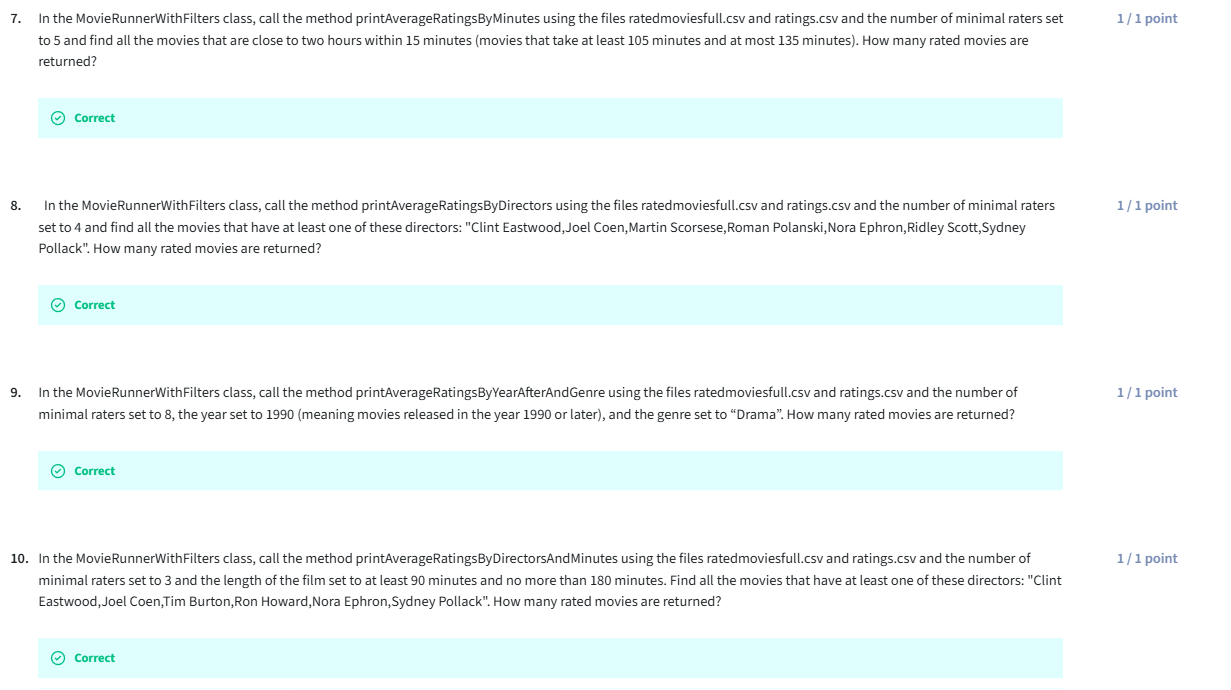 7. In the MovieRunnerWithFilters class, call the method printAverageRatingsByMinutes using the files ratedmoviesfull.csv and ratings.csv and the number of minimal raters set 1 / 1 point
to 5 and find all the movies that are close to two hours within 15 minutes (movies that take at least 105 minutes and at most 135 minutes). How many rated movies are
returned?
Correct
8. In the MovieRunnerWithFilters class, call the method printAverageRatingsByDirectors using the files ratedmoviesfull.csv and ratings.csv and the number of minimal raters 1 / 1 point
set to 4 and find all the movies that have at least one of these directors: "Clint Eastwood,Joel Coen,Martin Scorsese,Roman Polanski,Nora Ephron,Ridley Scott,Sydney
Pollack". How many rated movies are returned?
Correct
9. In the MovieRunnerWithFilters class, call the method printAverageRatingsByYearAfterAndGenre using the files ratedmoviesfull.csv and ratings.csv and the number of 1 / 1 point
minimal raters set to 8, the year set to 1990 (meaning movies released in the year 1990 or later), and the genre set to “Drama”. How many rated movies are returned?
Correct
10. In the MovieRunnerWithFilters class, call the method printAverageRatingsByDirectorsAndMinutes using the files ratedmoviesfull.csv and ratings.csv and the number of 1 / 1 point
minimal raters set to 3 and the length of the film set to at least 90 minutes and no more than 180 minutes. Find all the movies that have at least one of these directors: "Clint
Eastwood,Joel Coen,Tim Burton,Ron Howard,Nora Ephron,Sydney Pollack". How many rated movies are returned?
Correct